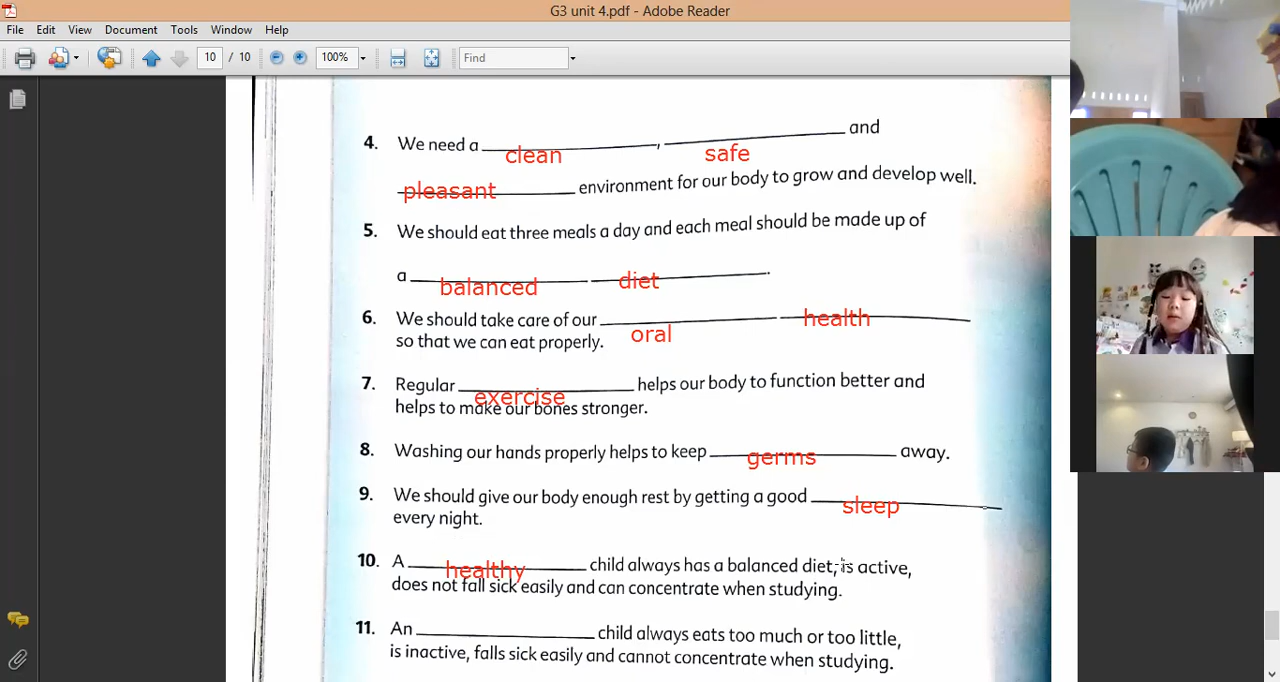 G3 unit 4.pdf - Adobe Reader
File Edit View Document Tools Window Help
10 / 10 100% Find
4. We need a clean , safe and
pleasant environment for our body to grow and develop well.
5. We should eat three meals a day and each meal should be made up of
a balanced diet .
6. We should take care of our oral health
so that we can eat properly.
7. Regular exercise helps our body to function better and
helps to make our bones stronger.
8. Washing our hands properly helps to keep germs away.
9. We should give our body enough rest by getting a good sleep
every night.
10. A healthy child always has a balanced diet, is active,
does not fall sick easily and can concentrate when studying.
11. An child always eats too much or too little,
is inactive, falls sick easily and cannot concentrate when studying.